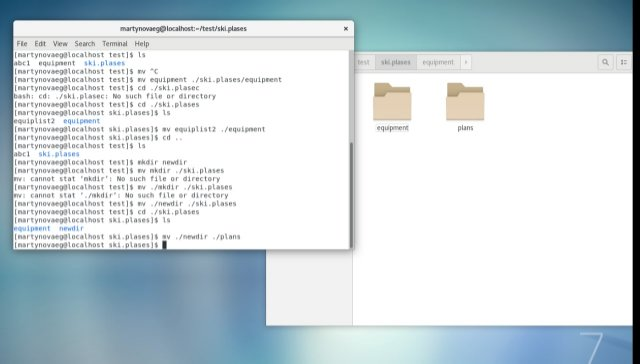 martynovaeg@localhost:~/test/ski.plases
File Edit View Search Terminal Help
[martynovaeg@localhost test]$ ls
abc1 equipment ski.plases
[martynovaeg@localhost test]$ mv ^C
[martynovaeg@localhost test]$ mv equipment ./ski.plases/equipment
[martynovaeg@localhost test]$ cd ./ski.plasec
bash: cd: ./ski.plasec: No such file or directory
[martynovaeg@localhost test]$ cd ./ski.plases
[martynovaeg@localhost ski.plases]$ ls
equiplist2 equipment
[martynovaeg@localhost ski.plases]$ mv equiplist2 ./equipment
[martynovaeg@localhost ski.plases]$ cd ..
[martynovaeg@localhost test]$ ls
abc1 ski.plases
[martynovaeg@localhost test]$ mkdir newdir
[martynovaeg@localhost test]$ mv mkdir ./ski.plases
mv: cannot stat 'mkdir': No such file or directory
[martynovaeg@localhost test]$ mv ./mkdir ./ski.plases
mv: cannot stat './mkdir': No such file or directory
[martynovaeg@localhost test]$ mv ./newdir ./ski.plases
[martynovaeg@localhost test]$ cd ./ski.plases
[martynovaeg@localhost ski.plases]$ ls
equipment newdir
[martynovaeg@localhost ski.plases]$ mv ./newdir ./plans
[martynovaeg@localhost ski.plases]$
test ski.plases equipment
equipment plans
7